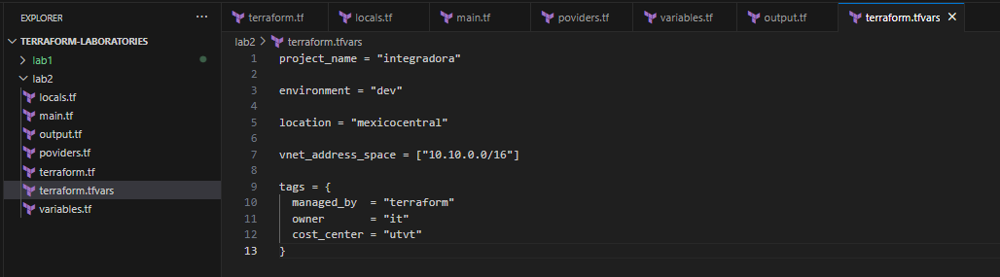 EXPLORER ...
TERRAFORM-LABORATORIES
lab1
lab2
locals.tf
main.tf
output.tf
poviders.tf
terraform.tf
terraform.tfvars
variables.tf
terraform.tf locals.tf main.tf poviders.tf variables.tf output.tf terraform.tfvars
lab2 > terraform.tfvars
1 project_name = "integradora"
2
3 environment = "dev"
4
5 location = "mexicocentral"
6
7 vnet_address_space = ["10.10.0.0/16"]
8
9 tags = {
10 managed_by  = "terraform"
11 owner       = "it"
12 cost_center = "utvt"
13 }